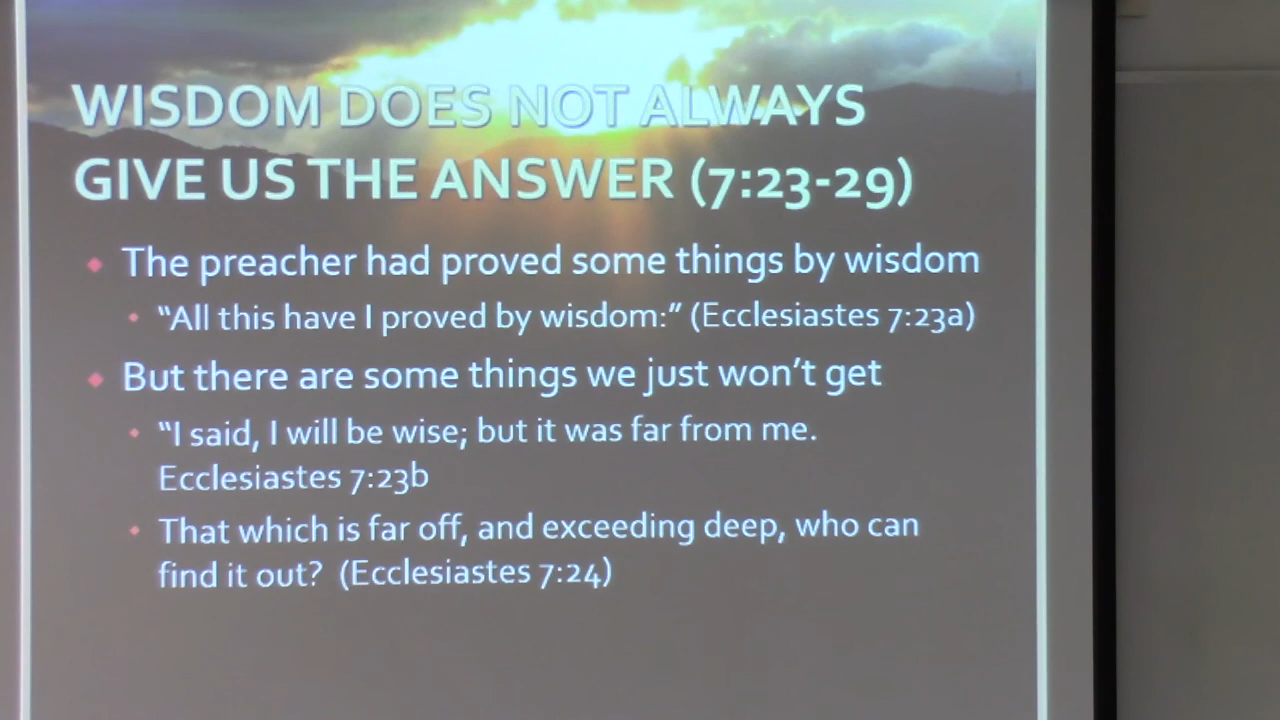 WISDOM DOES NOT ALWAYS
GIVE US THE ANSWER (7:23-29)
The preacher had proved some things by wisdom
“All this have I proved by wisdom:” (Ecclesiastes 7:23a)
But there are some things we just won’t get
“I said, I will be wise; but it was far from me.
Ecclesiastes 7:23b
That which is far off, and exceeding deep, who can
find it out?  (Ecclesiastes 7:24)